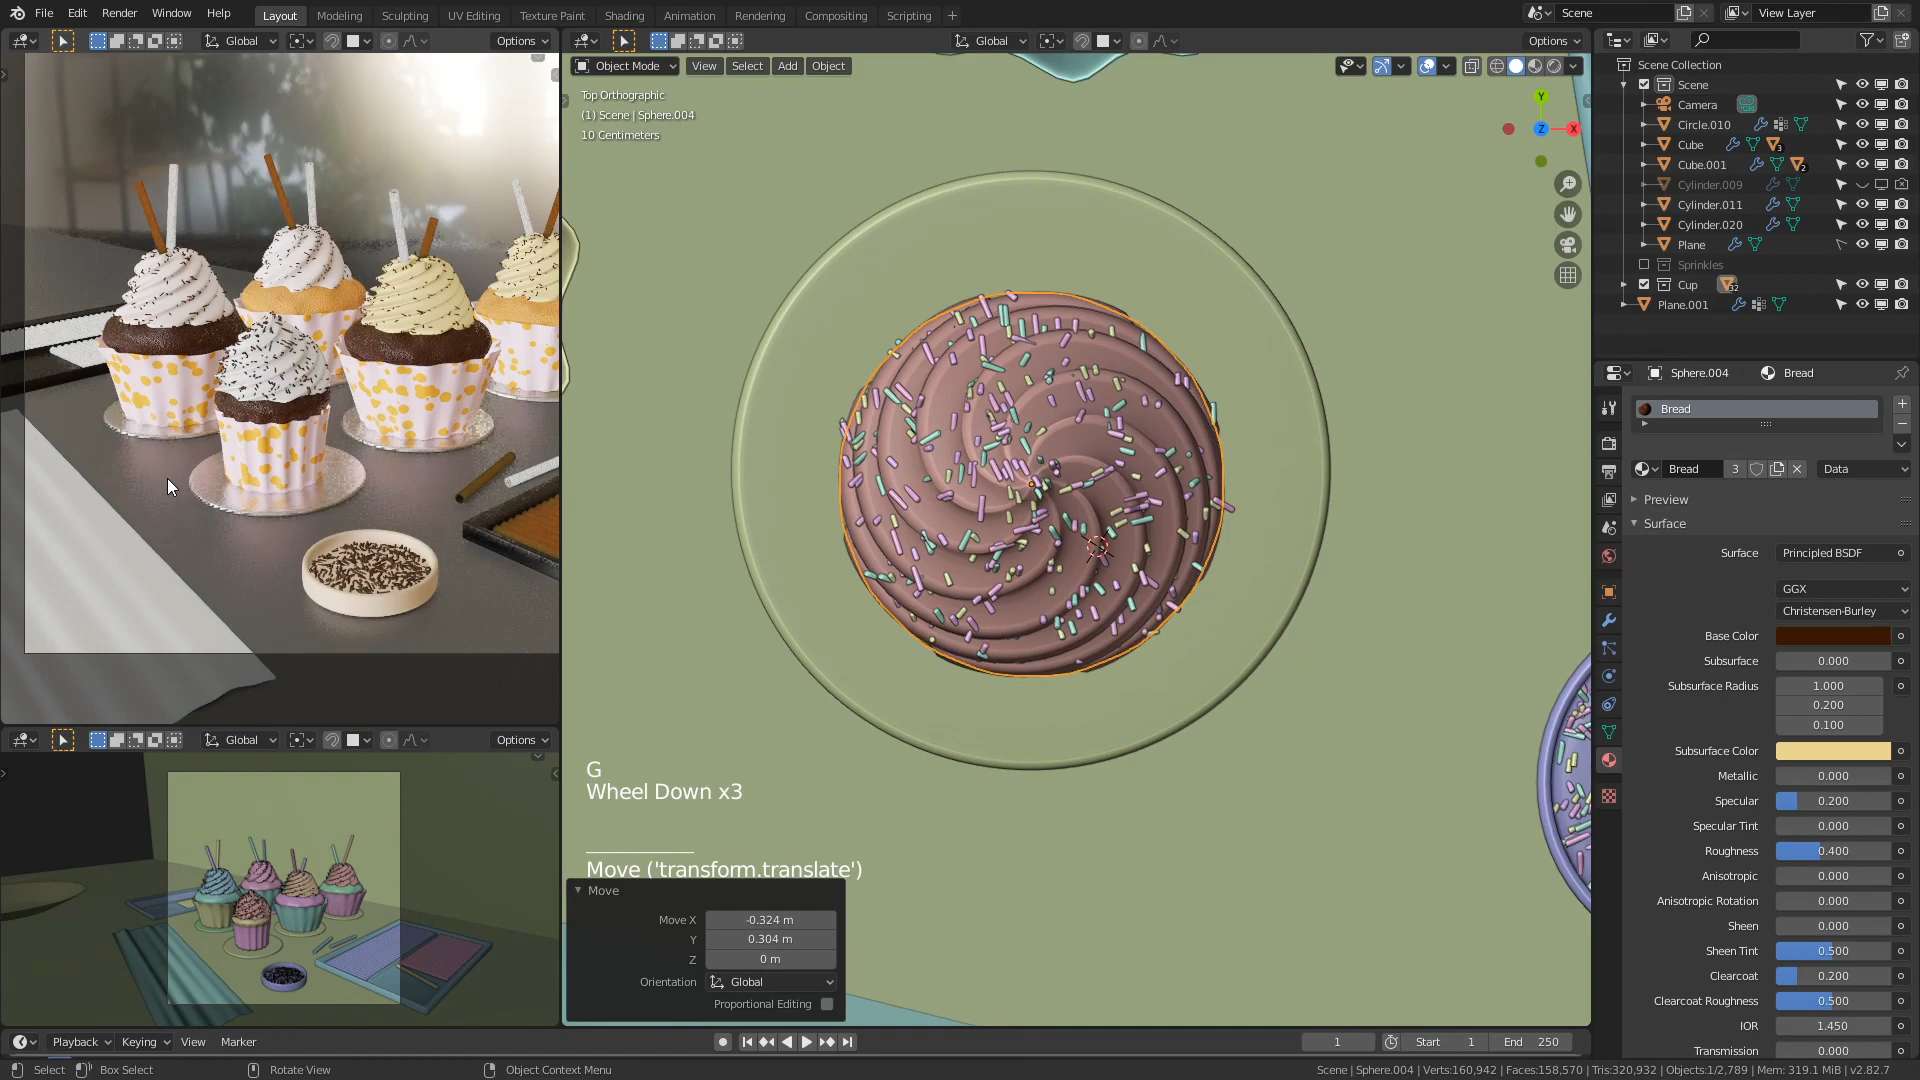 File Edit Render Window Help Layout Modeling Sculpting UV Editing Texture Paint Shading Animation Rendering Compositing Scripting + Scene View Layer
Global Options Global Options
Object Mode View Select Add Object
Top Orthographic
(1) Scene | Sphere.004
10 Centimeters
Y
Z
X
G
Wheel Down x3
Move ('transform.translate')
Move
Move X -0.324 m
Y 0.304 m
Z 0 m
Orientation Global
Proportional Editing
Global Options
Scene Collection
Scene
Camera
Circle.010
Cube 3
Cube.001 2
Cylinder.009
Cylinder.011
Cylinder.020
Plane
Sprinkles
Cup 32
Plane.001
Sphere.004 Bread
Bread
Bread 3 Data
Preview
Surface
Surface Principled BSDF
GGX
Christensen-Burley
Base Color
Subsurface 0.000
Subsurface Radius 1.000
0.200
0.100
Subsurface Color
Metallic 0.000
Specular 0.200
Specular Tint 0.000
Roughness 0.400
Anisotropic 0.000
Anisotropic Rotation 0.000
Sheen 0.000
Sheen Tint 0.500
Clearcoat 0.200
Clearcoat Roughness 0.500
IOR 1.450
Transmission 0.000
Playback Keying View Marker 1 Start 1 End 250
Select Box Select Rotate View Object Context Menu Scene | Sphere.004 | Verts:160,942 | Faces:158,570 | Tris:320,932 | Objects:1/2,789 | Mem: 319.1 MiB | v2.82.7